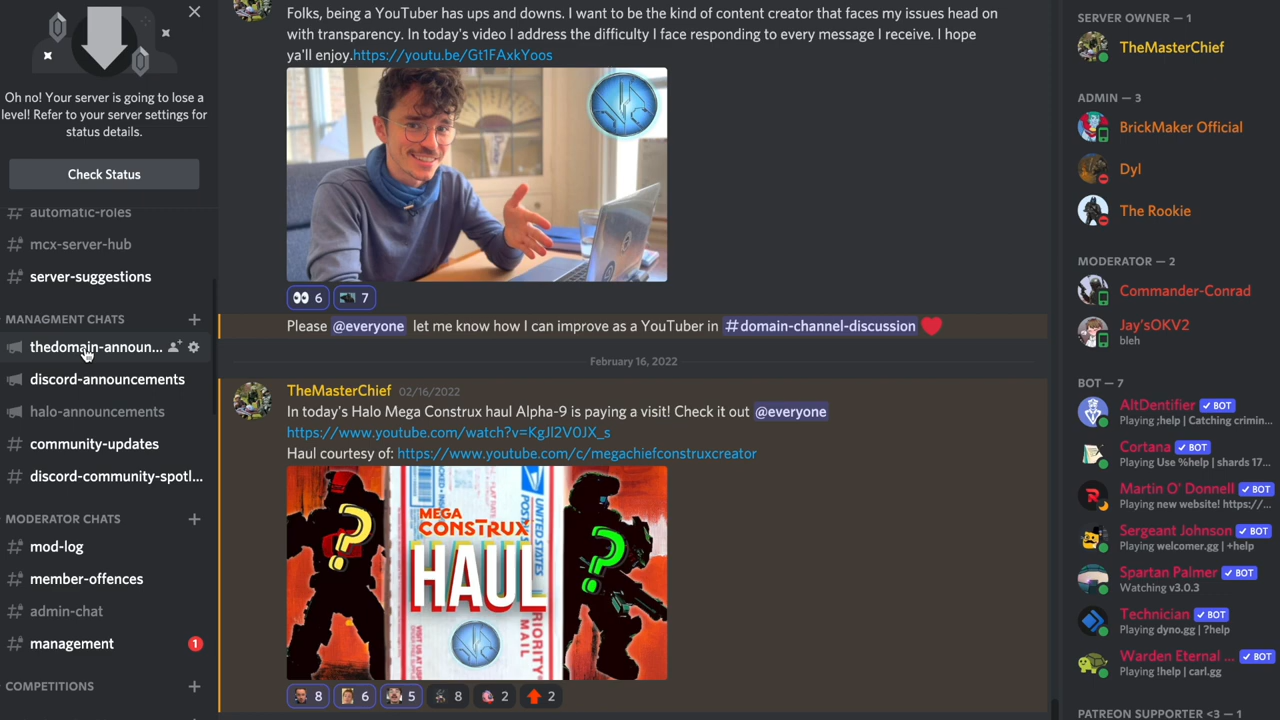 Oh no! Your server is going to lose a
level! Refer to your server settings for
status details.
Check Status
automatic-roles
mcx-server-hub
server-suggestions
MANAGMENT CHATS
thedomain-announ...
discord-announcements
halo-announcements
community-updates
discord-community-spotl...
MODERATOR CHATS
mod-log
member-offences
admin-chat
management 1
COMPETITIONS
Folks, being a YouTuber has ups and downs. I want to be the kind of content creator that faces my issues head on
with transparency. In today's video I address the difficulty I face responding to every message I receive. I hope
ya'll enjoy.https://youtu.be/Gt1FAxkYoos
👀 6 7
Please @everyone let me know how I can improve as a YouTuber in #domain-channel-discussion ❤️
February 16, 2022
TheMasterChief 02/16/2022
In today's Halo Mega Construx haul Alpha-9 is paying a visit! Check it out @everyone
https://www.youtube.com/watch?v=KgJl2V0JX_s
Haul courtesy of: https://www.youtube.com/c/megachiefconstruxcreator
MEGA
CONSTRUX
HAUL
UNITED STATES
PRIORITY
MAIL
? ?
8 6 5 8 2 2
SERVER OWNER — 1
TheMasterChief
ADMIN — 3
BrickMaker Official
Dyl
The Rookie
MODERATOR — 2
Commander-Conrad
Jay'sOKV2
bleh
BOT — 7
AltDentifier ✓ BOT
Playing ;help | Catching crimin...
Cortana ✓ BOT
Playing Use %help | shards 17...
Martin O' Donnell ✓ BOT
Playing new website! https://...
Sergeant Johnson ✓ BOT
Playing welcomer.gg | +help
Spartan Palmer ✓ BOT
Watching v3.0.3
Technician ✓ BOT
Playing dyno.gg | ?help
Warden Eternal ... ✓ BOT
Playing !help | carl.gg
PATREON SUPPORTER <3 — 1